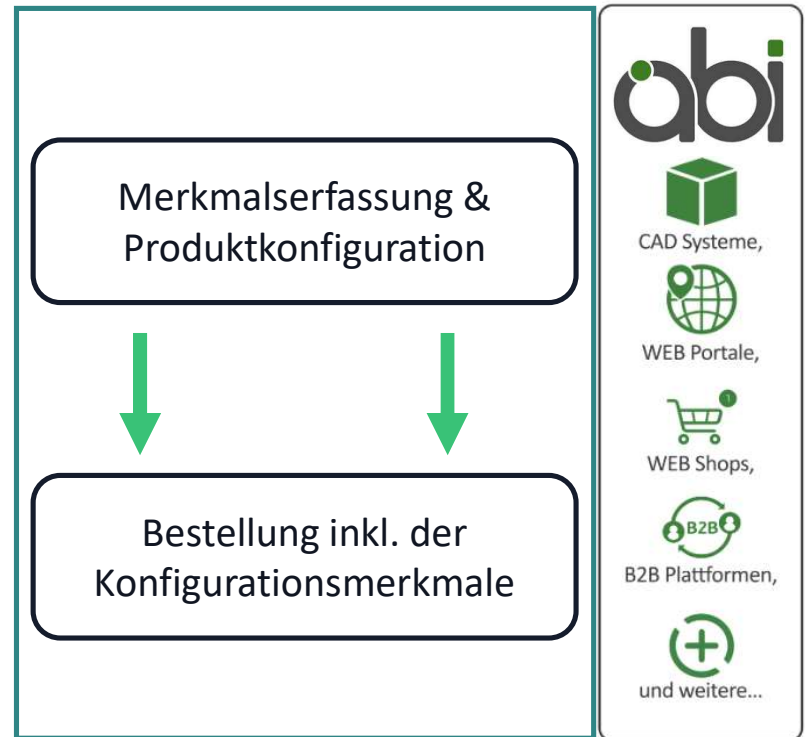 Merkmalserfassung &
Produktkonfiguration
Bestellung inkl. der
Konfigurationsmerkmale
abi
CAD Systeme,
WEB Portale,
1
WEB Shops,
B2B
B2B Plattformen,
und weitere...